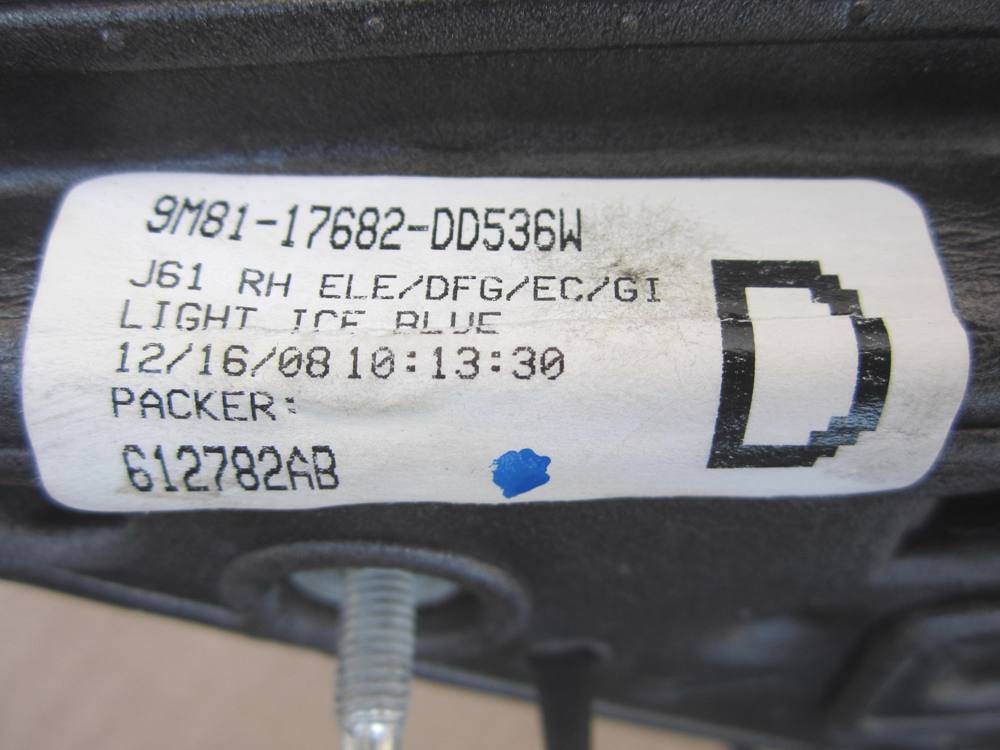 9M81-17682-DD536W
J61 RH ELE/DFG/EC/GI
LIGHT ICE BLUE
12/16/08 10:13:30
PACKER:
612782AB
D